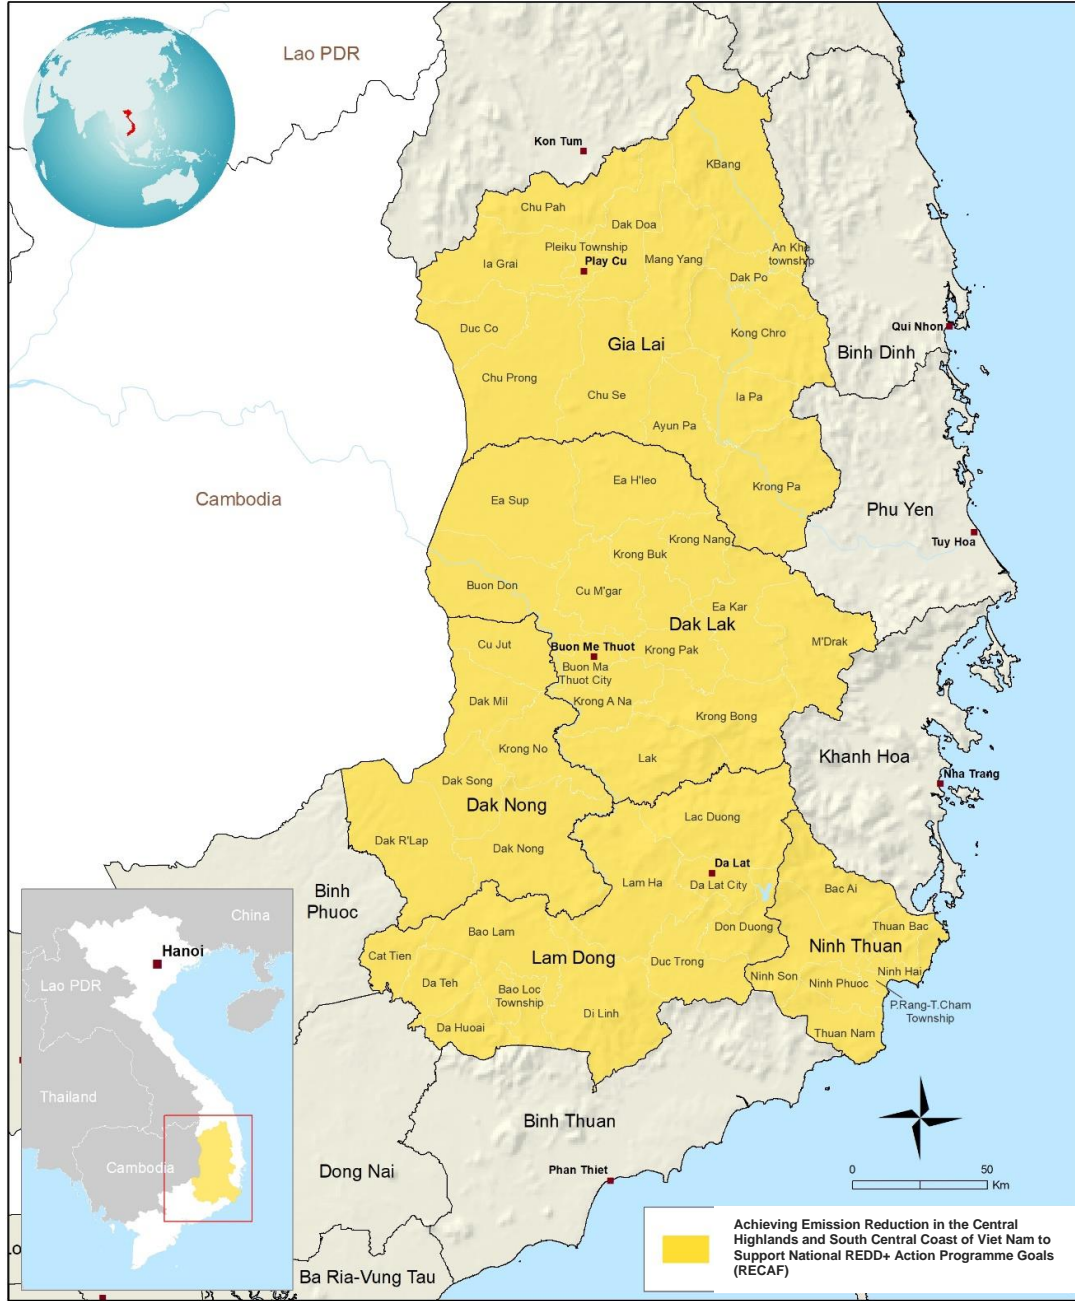 Lao PDR
Kon Tum
KBang
Chu Pah
Dak Doa
Pleiku Township
Play Cu
Mang Yang
An Khe
township
Ia Grai
Dak Po
Duc Co
Kong Chro
Qui Nhon
Gia Lai
Binh Dinh
Chu Prong
Chu Se
Ia Pa
Ayun Pa
Cambodia
Ea Sup
Ea H'leo
Krong Pa
Phu Yen
Krong Nang
Tuy Hoa
Krong Buk
Buon Don
Cu M'gar
Ea Kar
Dak Lak
Cu Jut
Buon Me Thuot
Krong Pak
M'Drak
Buon Ma
Thuot City
Dak Mil
Krong A Na
Krong Bong
Krong No
Lak
Khanh Hoa
Nha Trang
Dak Song
Dak Nong
Lac Duong
Dak R'Lap
Dak Nong
Da Lat
Lam Ha
Da Lat City
Bac Ai
Binh
Phuoc
Bao Lam
Don Duong
Thuan Bac
Ninh Thuan
Cat Tien
Lam Dong
Duc Trong
Ninh Son
Ninh Hai
Da Teh
Bao Loc
Township
Ninh Phuoc
P.Rang-T.Cham
Township
Da Huoai
Di Linh
Thuan Nam
Binh Thuan
Dong Nai
Phan Thiet
Ba Ria-Vung Tau
China
Hanoi
Lao PDR
Thailand
Cambodia
0 50
Km
Achieving Emission Reduction in the Central
Highlands and South Central Coast of Viet Nam to
Support National REDD+ Action Programme Goals
(RECAF)